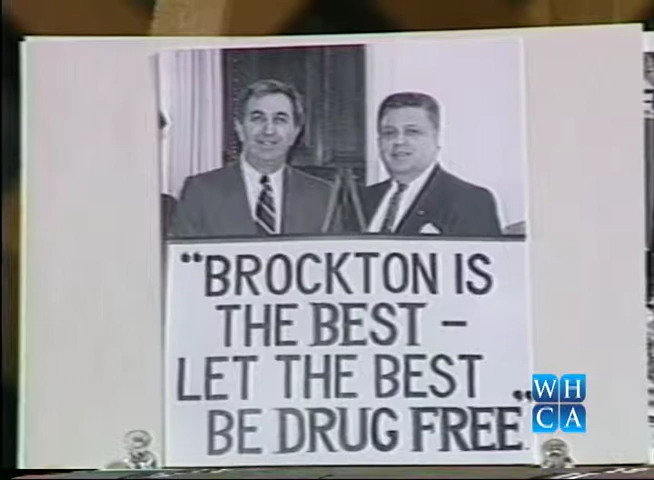 "BROCKTON IS
THE BEST –
LET THE BEST
BE DRUG FREE."
WH
CA